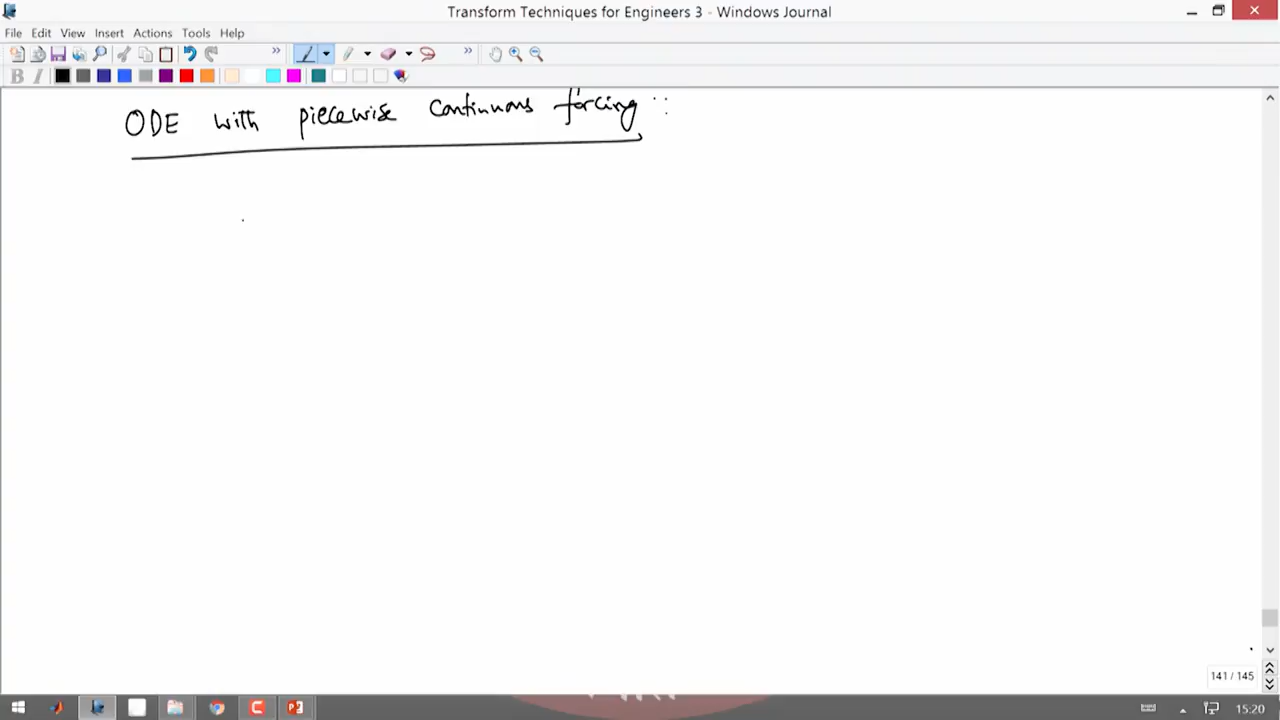 Transform Techniques for Engineers 3 - Windows Journal
File Edit View Insert Actions Tools Help
B I
ODE with piecewise continuous forcing ::
141 / 145
15:20